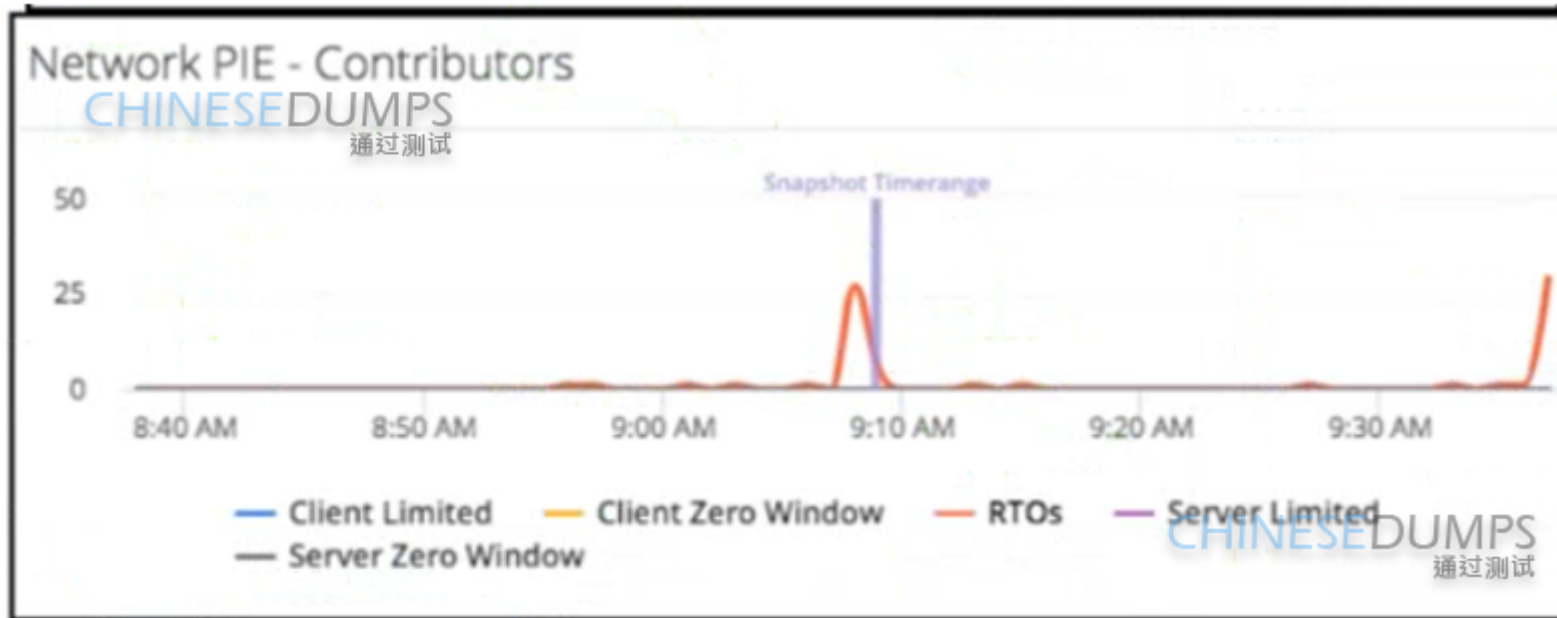 Network PIE - Contributors
CHINESEDUMPS
通过测试
Snapshot Timerange
50
25
0
8:40 AM 8:50 AM 9:00 AM 9:10 AM 9:20 AM 9:30 AM
Client Limited Client Zero Window RTOs Server Limited
Server Zero Window
CHINESEDUMPS
通过测试